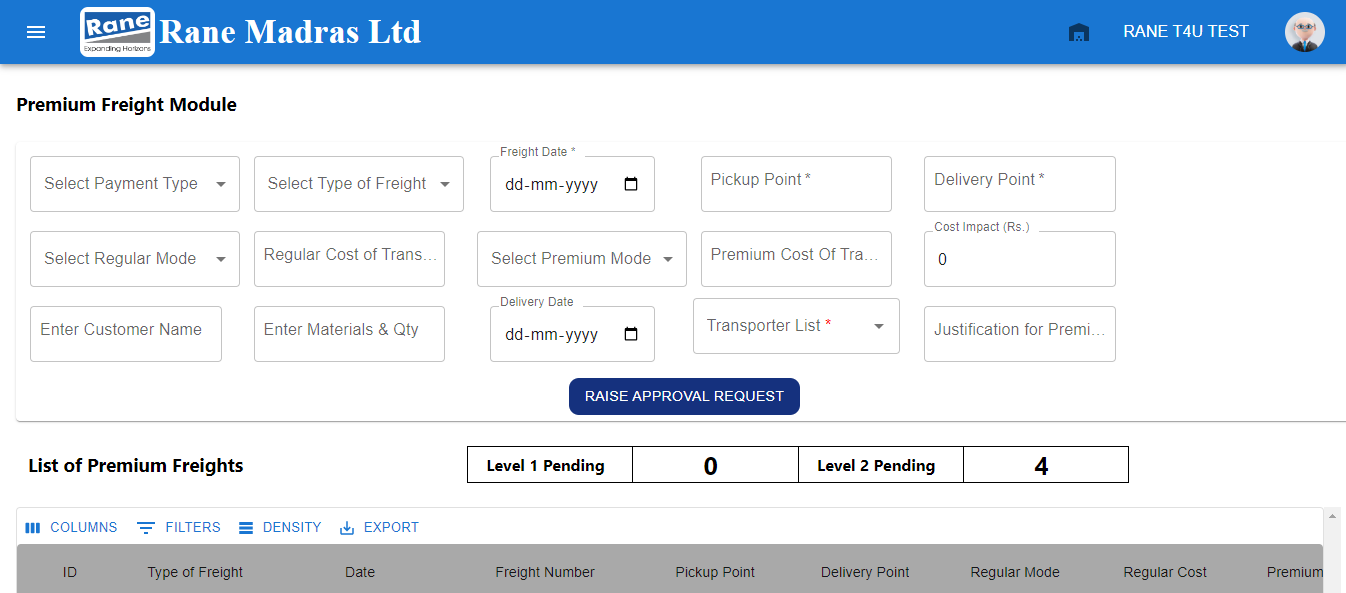 Rane
Expanding Horizons
Rane Madras Ltd
RANE T4U TEST
Premium Freight Module
Select Payment Type
Select Type of Freight
Freight Date *
dd-mm-yyyy
Pickup Point *
Delivery Point *
Select Regular Mode
Regular Cost of Trans...
Select Premium Mode
Premium Cost Of Tra...
Cost Impact (Rs.)
0
Enter Customer Name
Enter Materials & Qty
Delivery Date
dd-mm-yyyy
Transporter List *
Justification for Premi...
RAISE APPROVAL REQUEST
List of Premium Freights
Level 1 Pending 0 Level 2 Pending 4
COLUMNS FILTERS DENSITY EXPORT
ID Type of Freight Date Freight Number Pickup Point Delivery Point Regular Mode Regular Cost Premium